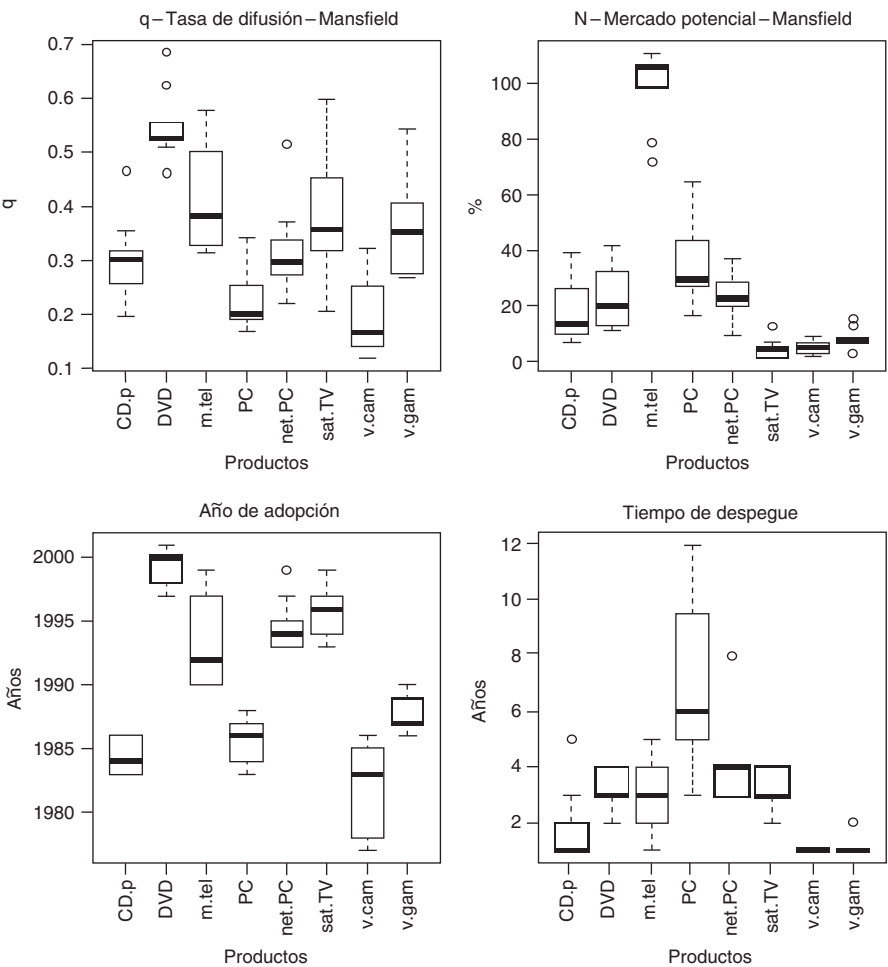 q–Tasa de difusión–Mansfield
q
0.7
0.6
0.5
0.4
0.3
0.2
0.1
CD.p
DVD
m.tel
PC
net.PC
sat.TV
v.cam
v.gam
Productos
N–Mercado potencial–Mansfield
%
100
80
60
40
20
0
CD.p
DVD
m.tel
PC
net.PC
sat.TV
v.cam
v.gam
Productos
Año de adopción
Años
2000
1995
1990
1985
1980
CD.p
DVD
m.tel
PC
net.PC
sat.TV
v.cam
v.gam
Productos
Tiempo de despegue
Años
12
10
8
6
4
2
CD.p
DVD
m.tel
PC
net.PC
sat.TV
v.cam
v.gam
Productos